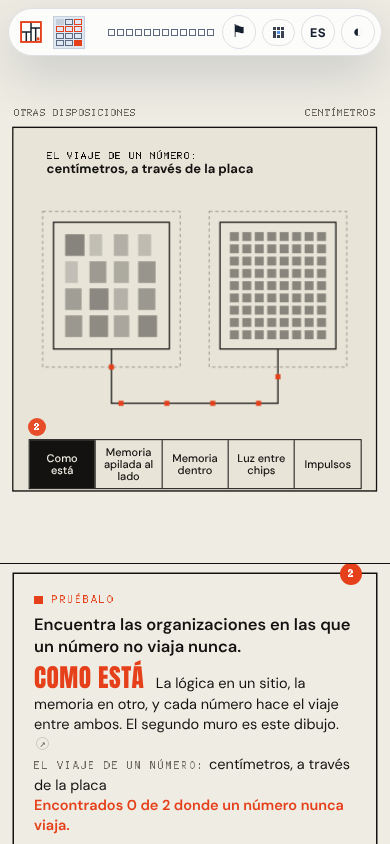 ES
OTRAS DISPOSICIONES
CENTÍMETROS
EL VIAJE DE UN NÚMERO:
centímetros, a través de la placa
2
Como está
Memoria apilada al lado
Memoria dentro
Luz entre chips
Impulsos
2
PRUÉBALO
Encuentra las organizaciones en las que
un número no viaja nunca.
COMO ESTÁ La lógica en un sitio, la
memoria en otro, y cada número hace el viaje
entre ambos. El segundo muro es este dibujo.
EL VIAJE DE UN NÚMERO: centímetros, a través
de la placa
Encontrados 0 de 2 donde un número nunca
viaja.